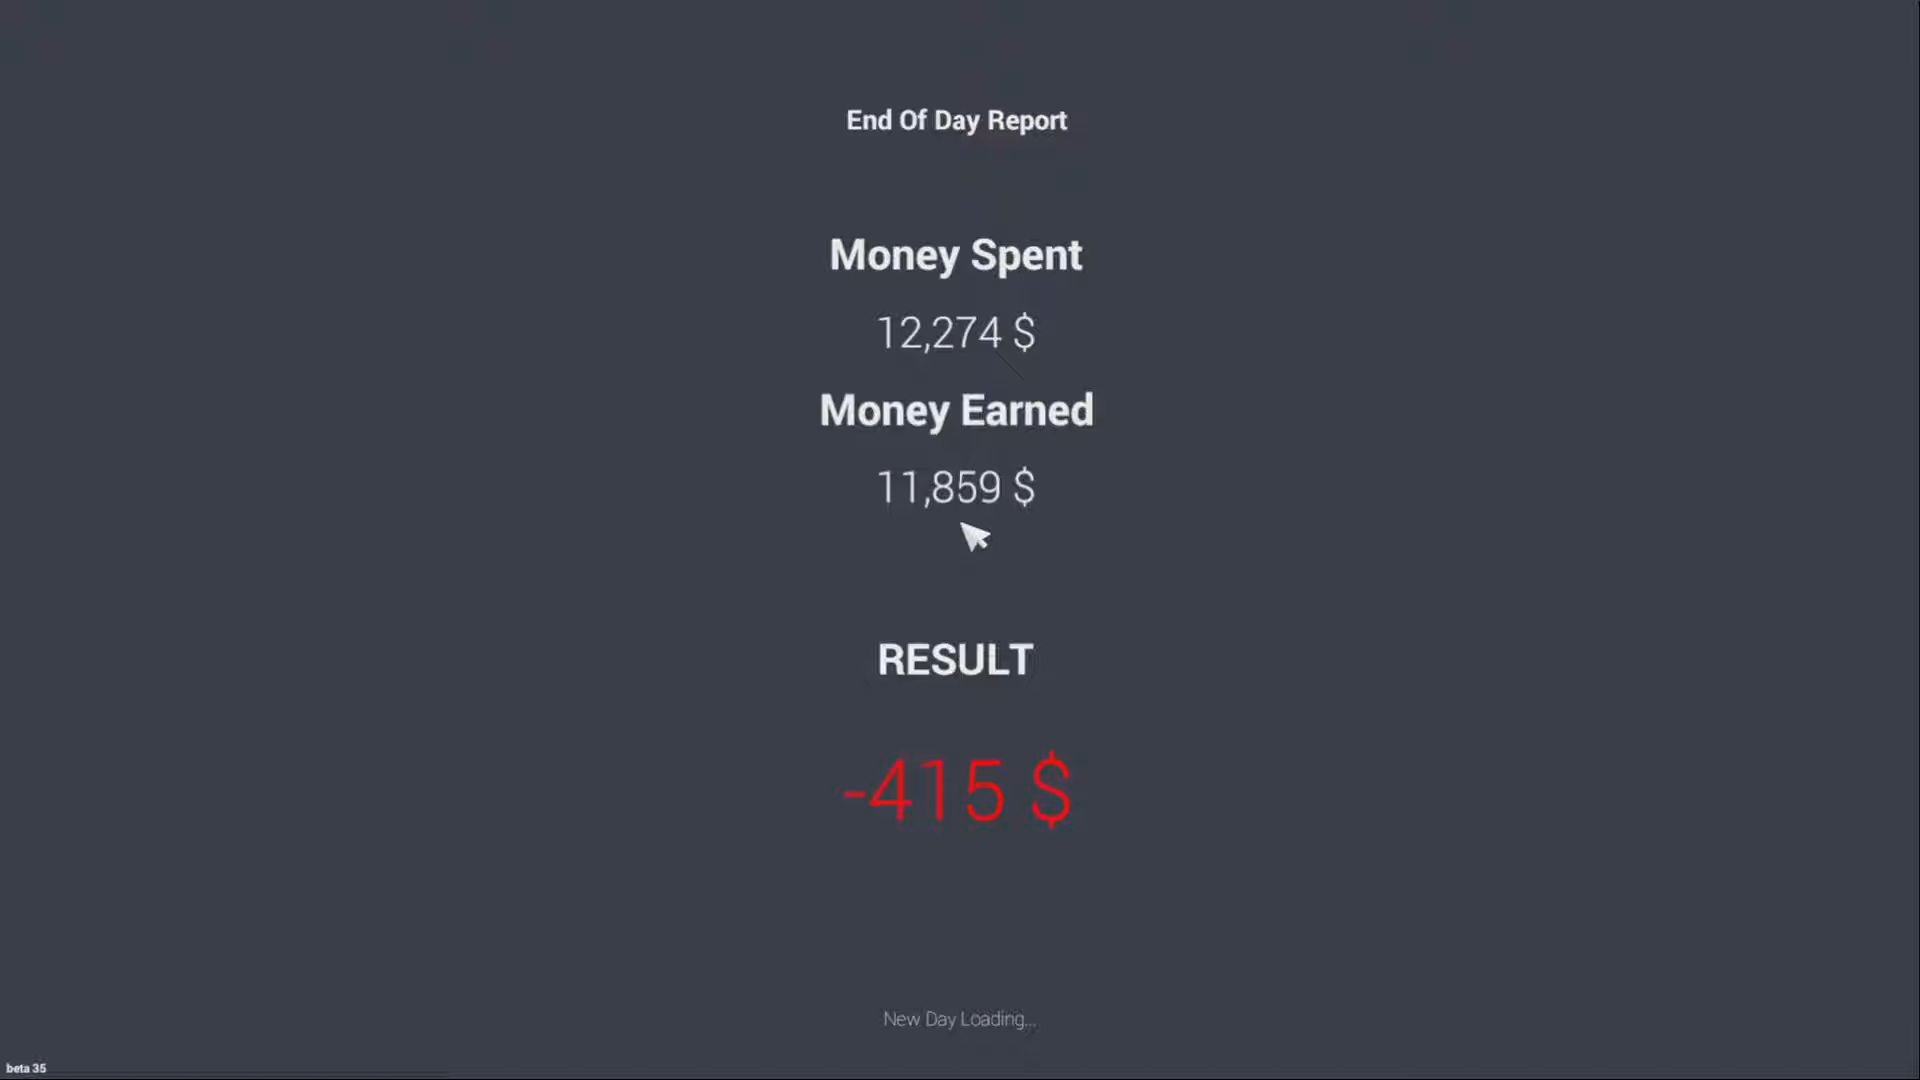 End Of Day Report
Money Spent
12,274 $
Money Earned
11,859 $
RESULT
-415 $
New Day Loading...
beta 35